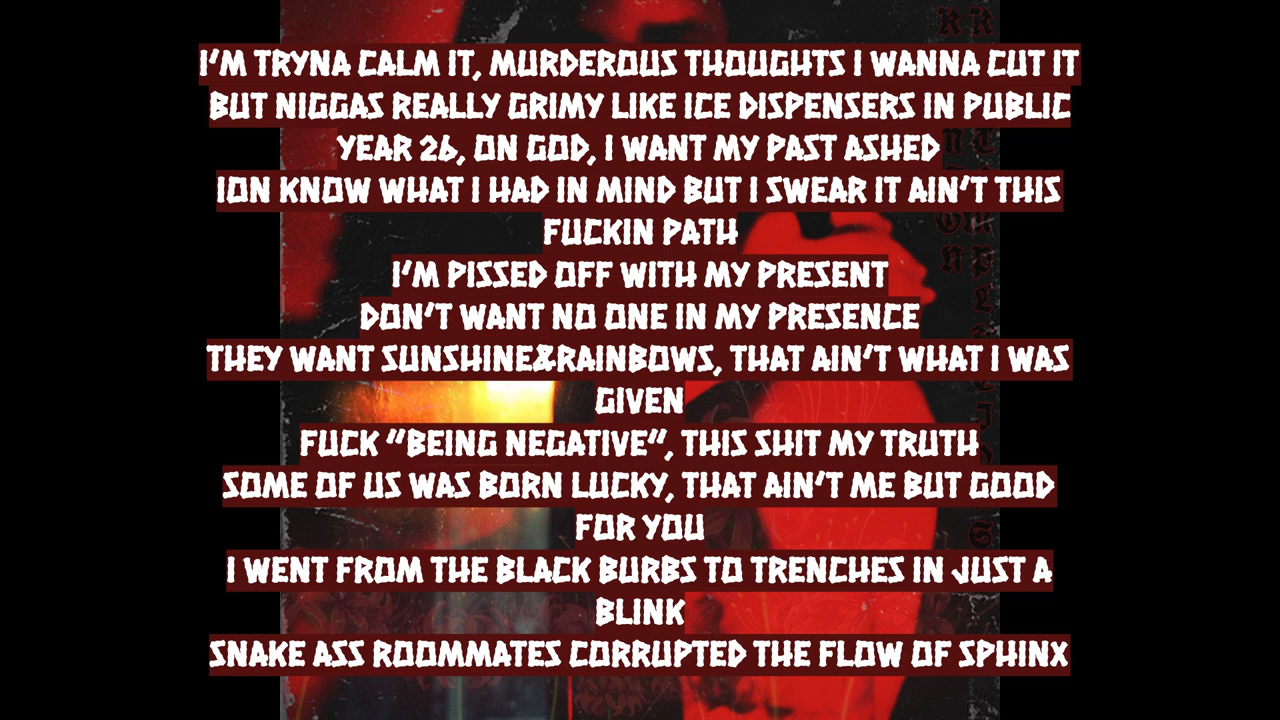 I'M TRYNA CALM IT, MURDEROUS THOUGHTS I WANNA CUT IT
BUT NIGGAS REALLY GRIMY LIKE ICE DISPENSERS IN PUBLIC
YEAR 26, ON GOD, I WANT MY PAST ASHED
ION KNOW WHAT I HAD IN MIND BUT I SWEAR IT AIN'T THIS
FUCKIN PATH
I'M PISSED OFF WITH MY PRESENT
DON'T WANT NO ONE IN MY PRESENCE
THEY WANT SUNSHINE&RAINBOWS, THAT AIN'T WHAT I WAS
GIVEN
FUCK "BEING NEGATIVE", THIS SHIT MY TRUTH
SOME OF US WAS BORN LUCKY, THAT AIN'T ME BUT GOOD
FOR YOU
I WENT FROM THE BLACK BURBS TO TRENCHES IN JUST A
BLINK
SNAKE ASS ROOMMATES CORRUPTED THE FLOW OF SPHINX